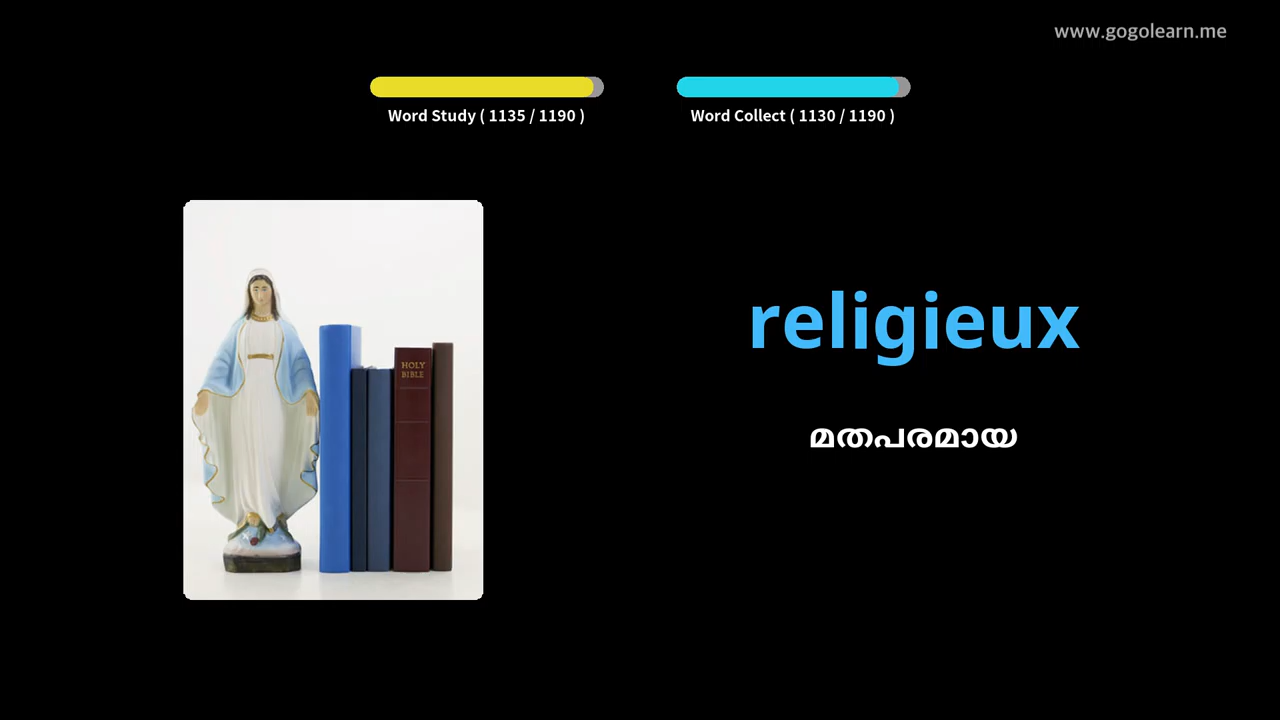 www.gogolearn.me
Word Study ( 1135 / 1190 )
Word Collect ( 1130 / 1190 )
HOLY
BIBLE
religieux
മതപരമായ